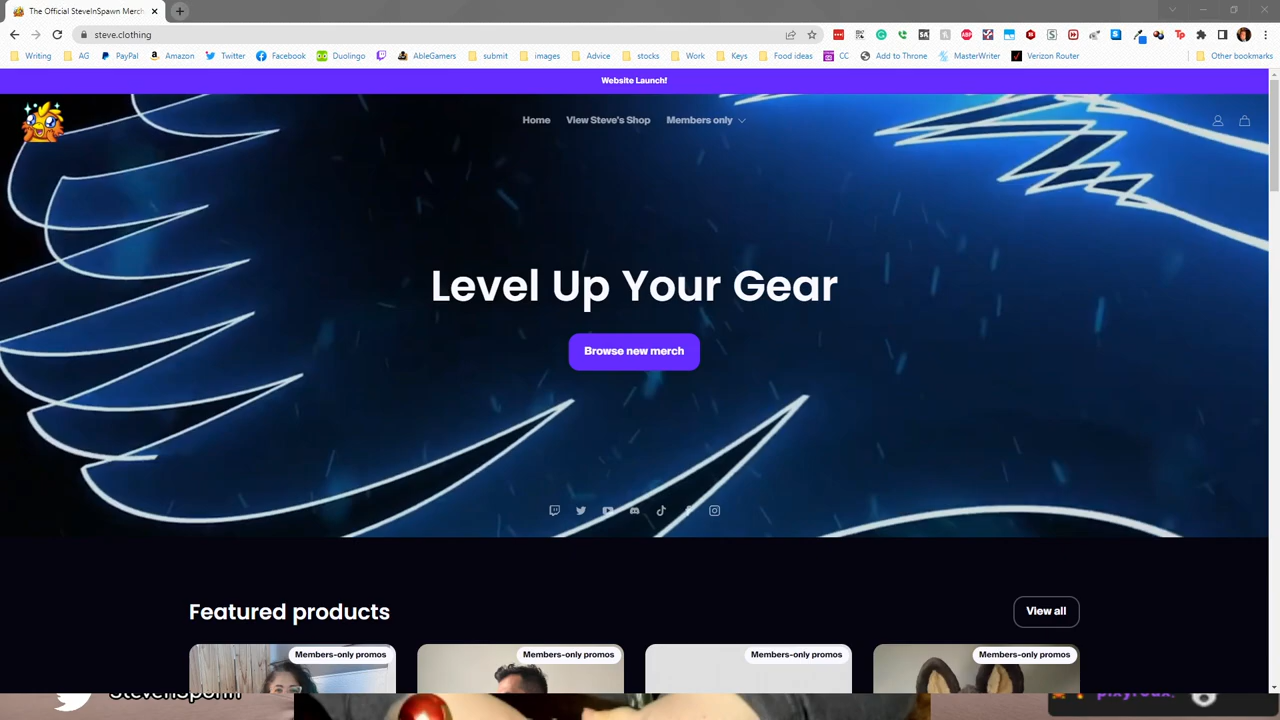 The Official SteveInSpawn Merch
steve.clothing
Writing AG PayPal Amazon Twitter Facebook Duolingo AbleGamers submit images Advice stocks Work Keys Food ideas CC Add to Throne MasterWriter Verizon Router Other bookmarks
Website Launch!
Home View Steve's Shop Members only
Level Up Your Gear
Browse new merch
Featured products
View all
Members-only promos Members-only promos Members-only promos Members-only promos